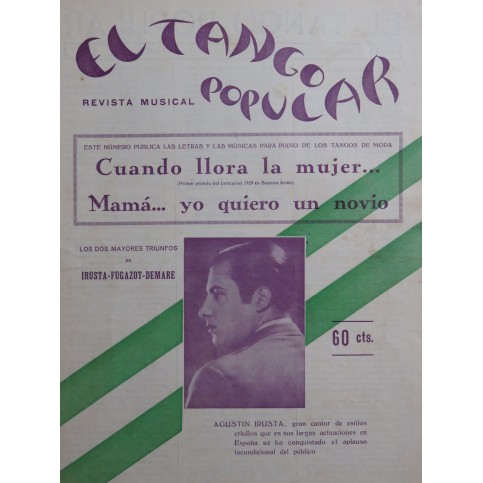 EL TANGO
POPULAR
REVISTA MUSICAL
ESTE NÚMERO PUBLICA LAS LETRAS Y LAS MÚSICAS PARA PIANO DE LOS TANGOS DE MODA
Cuando llora la mujer...
(Primer premio del concurso 1929 en Buenos Aires)
Mamá... yo quiero un novio
LOS DOS MAYORES TRIUNFOS
DE
IRUSTA-FUGAZOT-DEMARE
60 cts.
AGUSTIN IRUSTA, gran cantor de estilos
criollos que en sus largas actuaciones en
España se ha conquistado el aplauso
incondicional del público